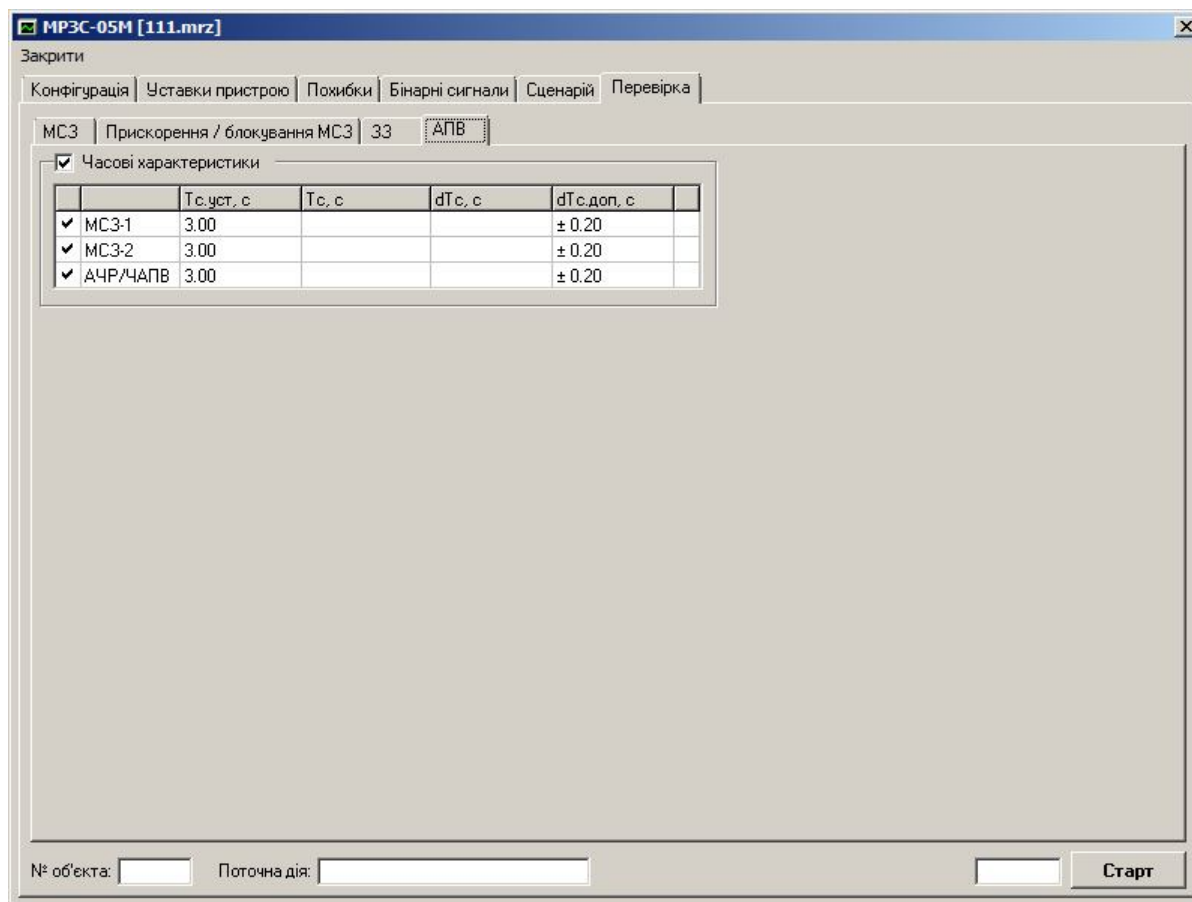 МРЗС-05М [111.mrz]
Закрити
Конфігурація Уставки пристрою Похибки Бінарні сигнали Сценарій Перевірка
МСЗ Прискорення / блокування МСЗ ЗЗ АПВ
Часові характеристики
Тс.уст, с Тс, с dТс, с dТс.доп, с
МСЗ-1 3.00 ± 0.20
МСЗ-2 3.00 ± 0.20
АЧР/ЧАПВ 3.00 ± 0.20
№ об'єкта: Поточна дія: Старт